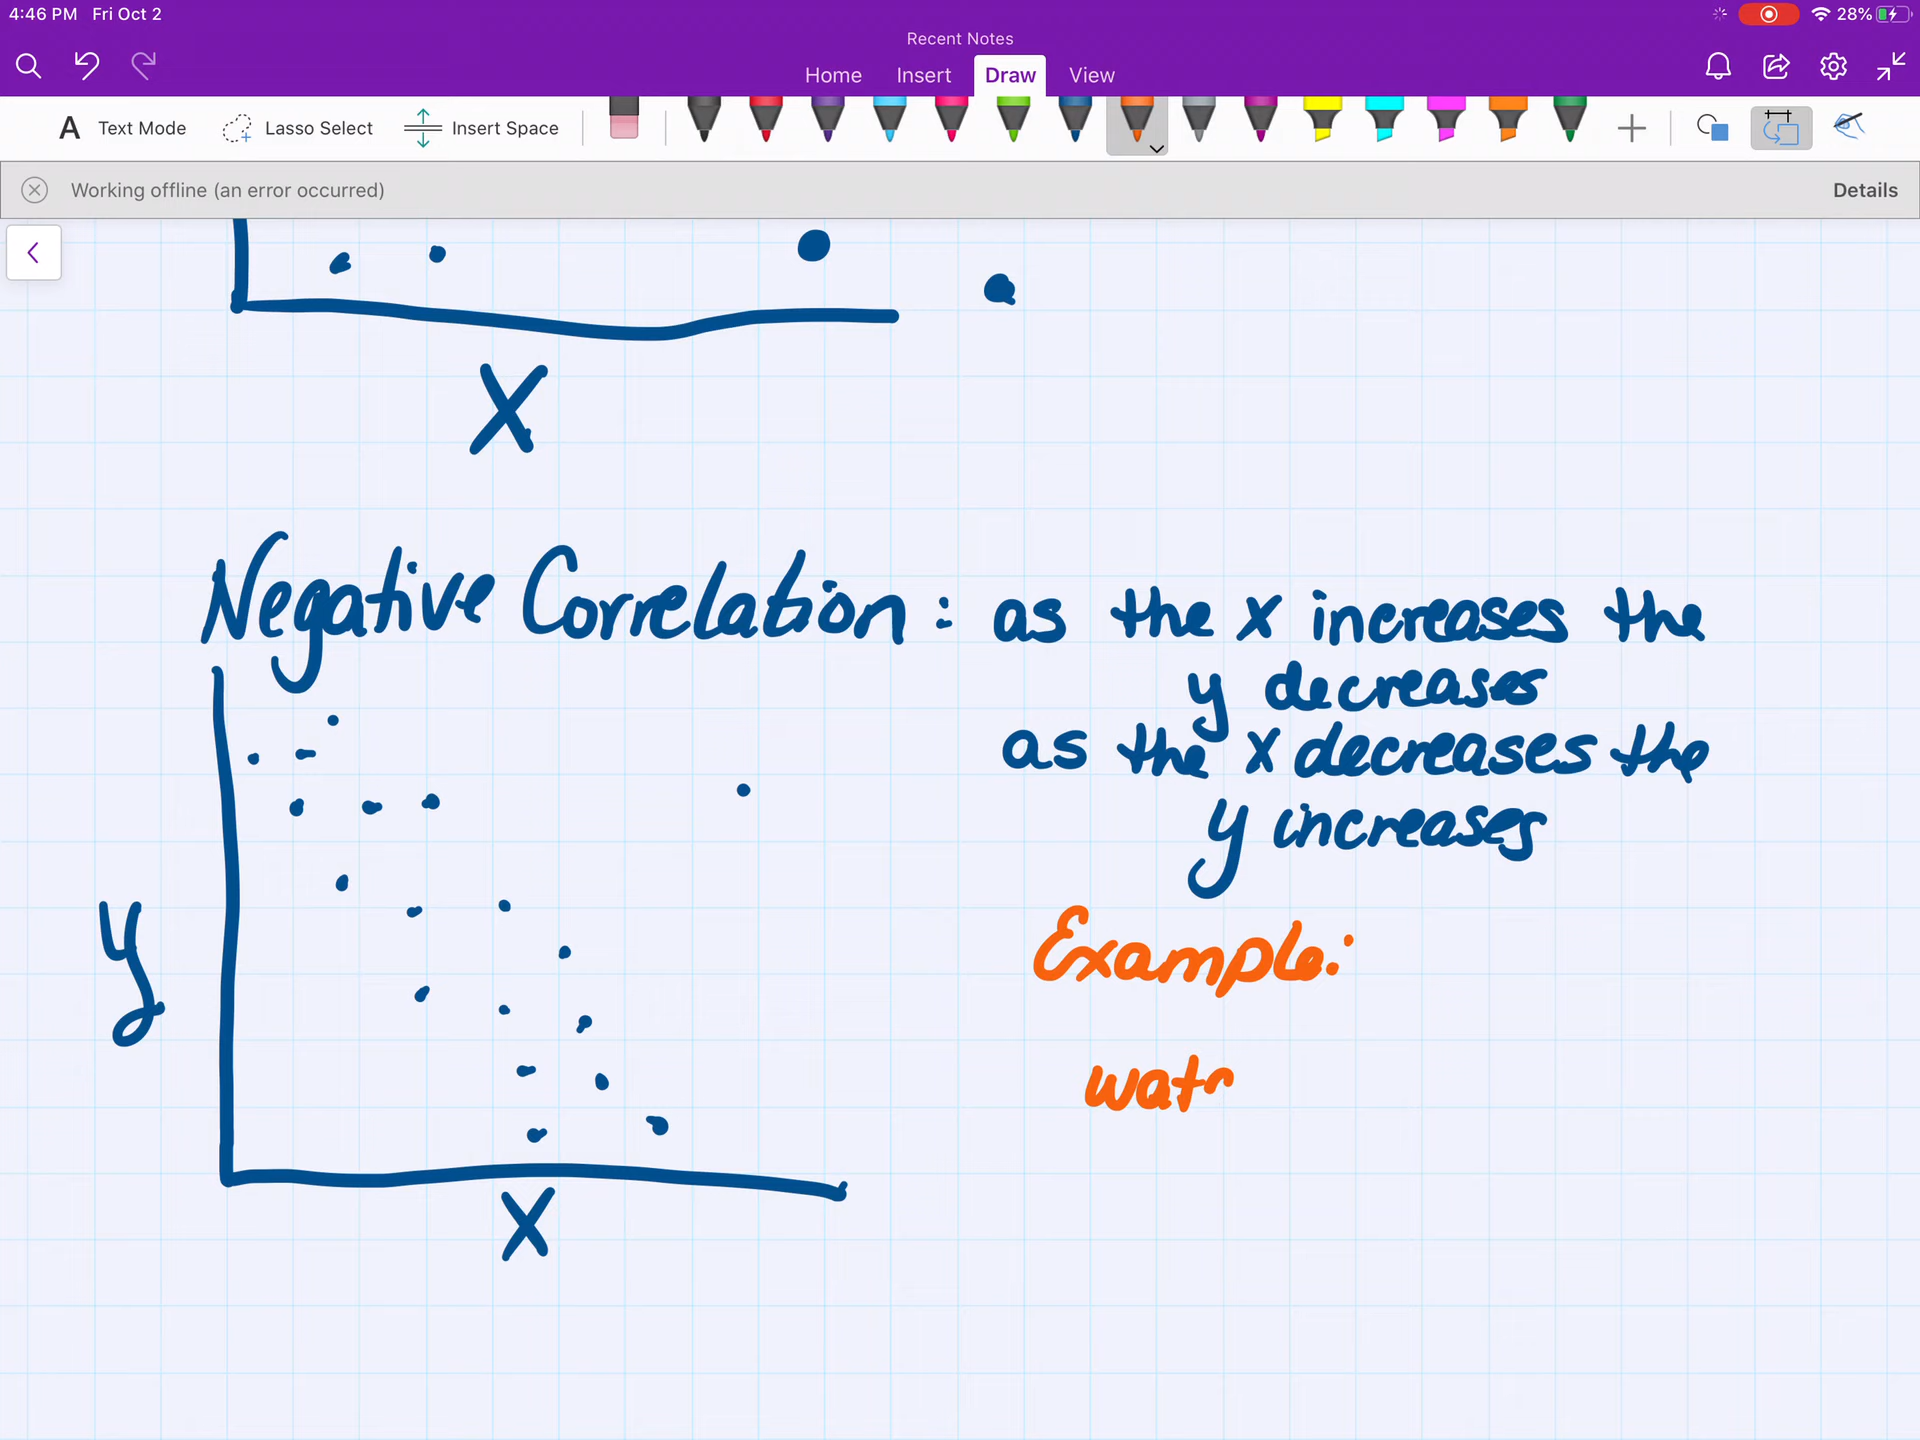 4:46 PM Fri Oct 2
28%
Recent Notes
Home Insert Draw View
A Text Mode Lasso Select Insert Space
Working offline (an error occurred) Details
X
Negative Correlation : as the x increases the
y decreases
as the x decreases the
y increases
y
Example:
watr
X